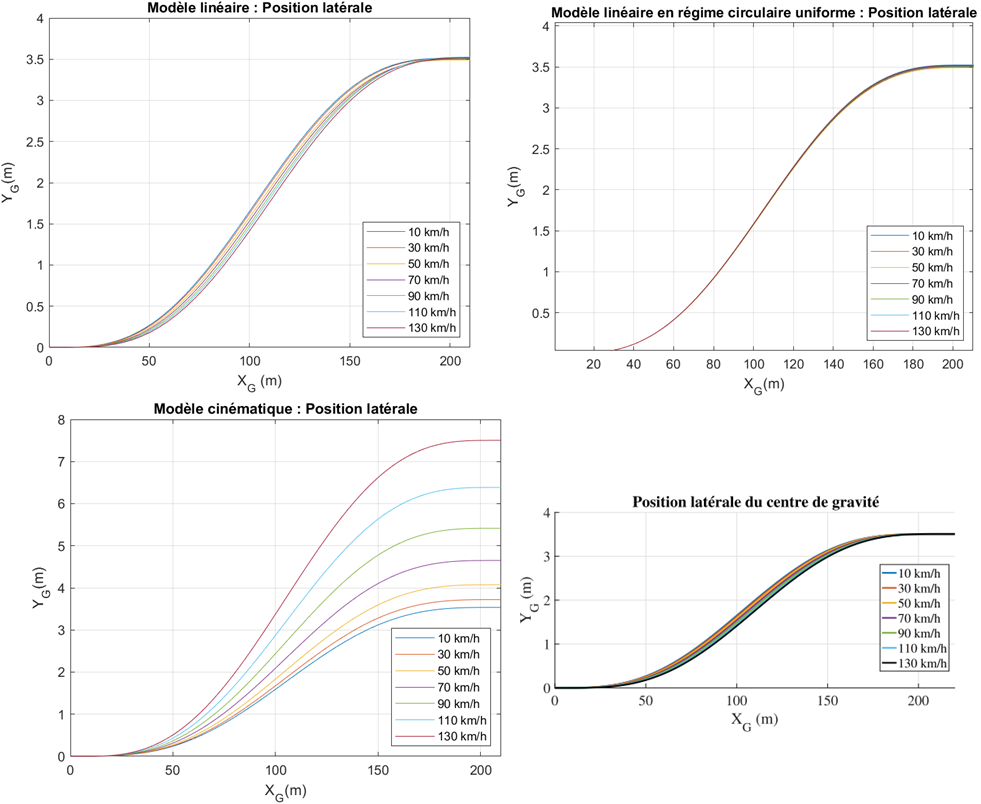 Modèle linéaire : Position latérale
4
3.5
3
2.5
2
1.5
1
0.5
0
Y_G(m)
10 km/h
30 km/h
50 km/h
70 km/h
90 km/h
110 km/h
130 km/h
0 50 100 150 200
X_G (m)
Modèle linéaire en régime circulaire uniforme : Position latérale
4
3.5
3
2.5
2
1.5
1
0.5
Y_G(m)
10 km/h
30 km/h
50 km/h
70 km/h
90 km/h
110 km/h
130 km/h
20 40 60 80 100 120 140 160 180 200
X_G(m)
Modèle cinématique : Position latérale
8
7
6
5
4
3
2
1
0
Y_G(m)
10 km/h
30 km/h
50 km/h
70 km/h
90 km/h
110 km/h
130 km/h
0 50 100 150 200
X_G(m)
Position latérale du centre de gravité
4
3
2
1
0
Y_G (m)
10 km/h
30 km/h
50 km/h
70 km/h
90 km/h
110 km/h
130 km/h
0 50 100 150 200
X_G (m)